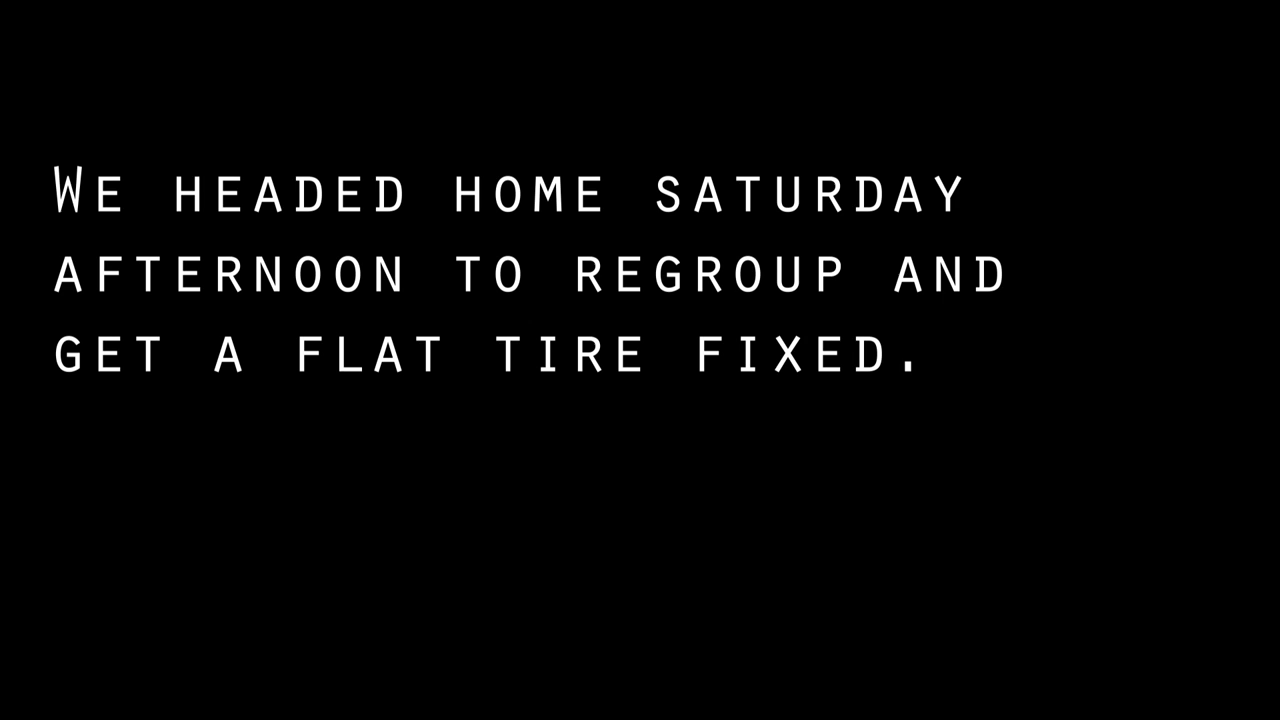 We headed home saturday
afternoon to regroup and
get a flat tire fixed.